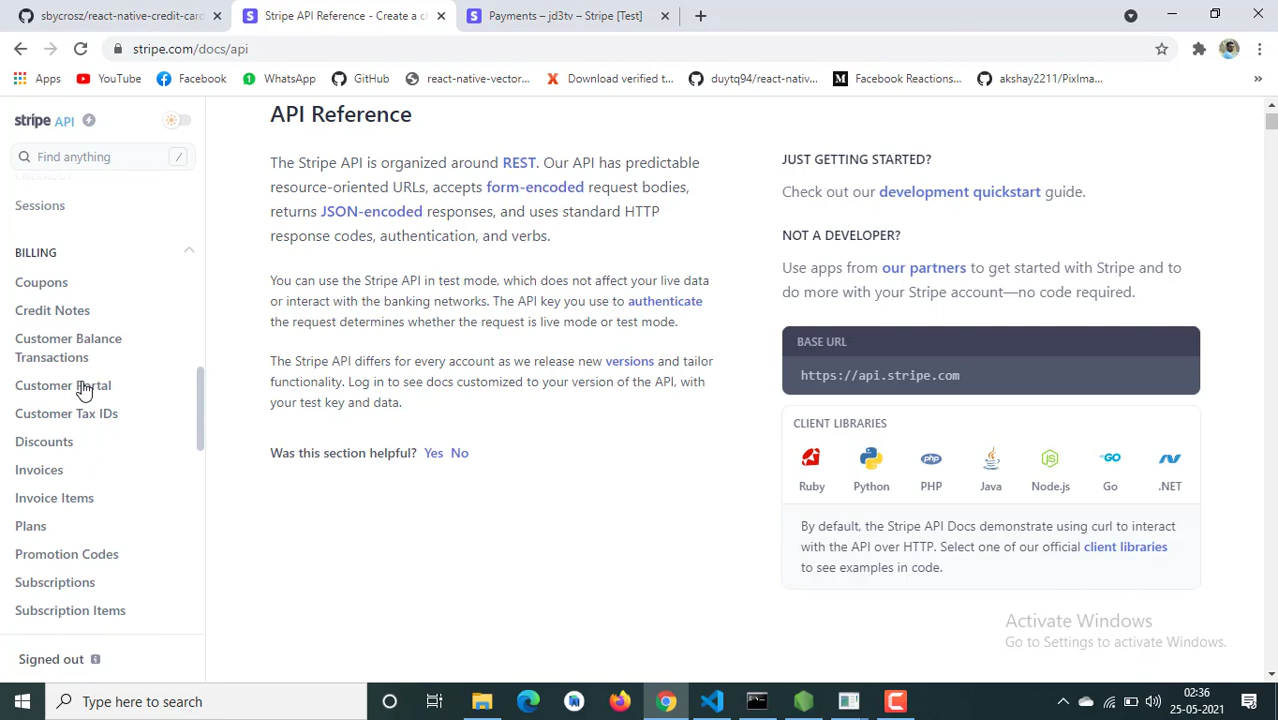 sbycrosz/react-native-credit-card
Stripe API Reference - Create a c
Payments – jd3tv – Stripe [Test]
stripe.com/docs/api
Apps
YouTube
Facebook
WhatsApp
GitHub
react-native-vector...
Download verified t...
duytq94/react-nativ...
Facebook Reactions...
akshay2211/PixIma...
stripe API
Find anything
/
CHECKOUT
Sessions
BILLING
Coupons
Credit Notes
Customer Balance
Transactions
Customer Portal
Customer Tax IDs
Discounts
Invoices
Invoice Items
Plans
Promotion Codes
Subscriptions
Subscription Items
Signed out
API Reference
The Stripe API is organized around REST. Our API has predictable
resource-oriented URLs, accepts form-encoded request bodies,
returns JSON-encoded responses, and uses standard HTTP
response codes, authentication, and verbs.
You can use the Stripe API in test mode, which does not affect your live data
or interact with the banking networks. The API key you use to authenticate
the request determines whether the request is live mode or test mode.
The Stripe API differs for every account as we release new versions and tailor
functionality. Log in to see docs customized to your version of the API, with
your test key and data.
Was this section helpful? Yes No
JUST GETTING STARTED?
Check out our development quickstart guide.
NOT A DEVELOPER?
Use apps from our partners to get started with Stripe and to
do more with your Stripe account—no code required.
BASE URL
https://api.stripe.com
CLIENT LIBRARIES
Ruby
Python
PHP
Java
Node.js
Go
.NET
By default, the Stripe API Docs demonstrate using curl to interact
with the API over HTTP. Select one of our official client libraries
to see examples in code.
Activate Windows
Go to Settings to activate Windows.
Type here to search
02:36
25-05-2021